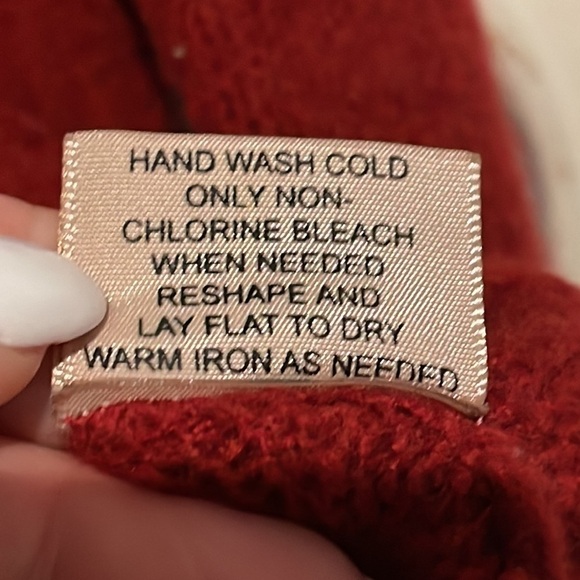 HAND WASH COLD
ONLY NON-
CHLORINE BLEACH
WHEN NEEDED
RESHAPE AND
LAY FLAT TO DRY
WARM IRON AS NEEDED